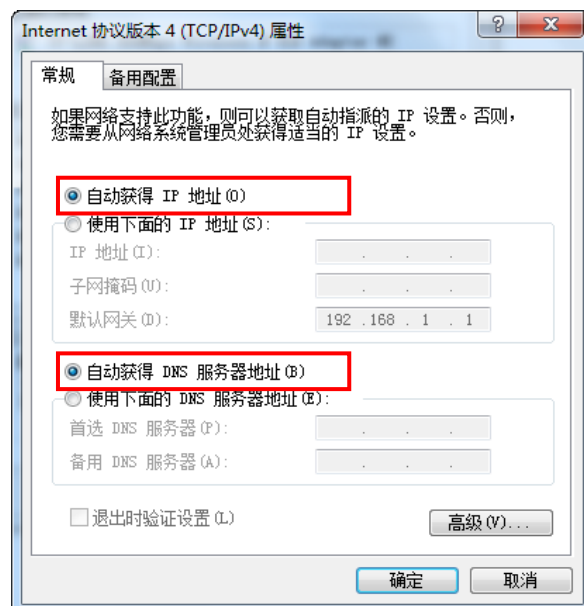 Internet 协议版本 4 (TCP/IPv4) 属性
常规 备用配置
如果网络支持此功能，则可以获取自动指派的 IP 设置。否则，
您需要从网络系统管理员处获得适当的 IP 设置。
自动获得 IP 地址(O)
使用下面的 IP 地址(S):
IP 地址(I):
子网掩码(U):
默认网关(D): 192 .168 . 1 . 1
自动获得 DNS 服务器地址(B)
使用下面的 DNS 服务器地址(E):
首选 DNS 服务器(P):
备用 DNS 服务器(A):
退出时验证设置(L)
高级(V)...
确定 取消